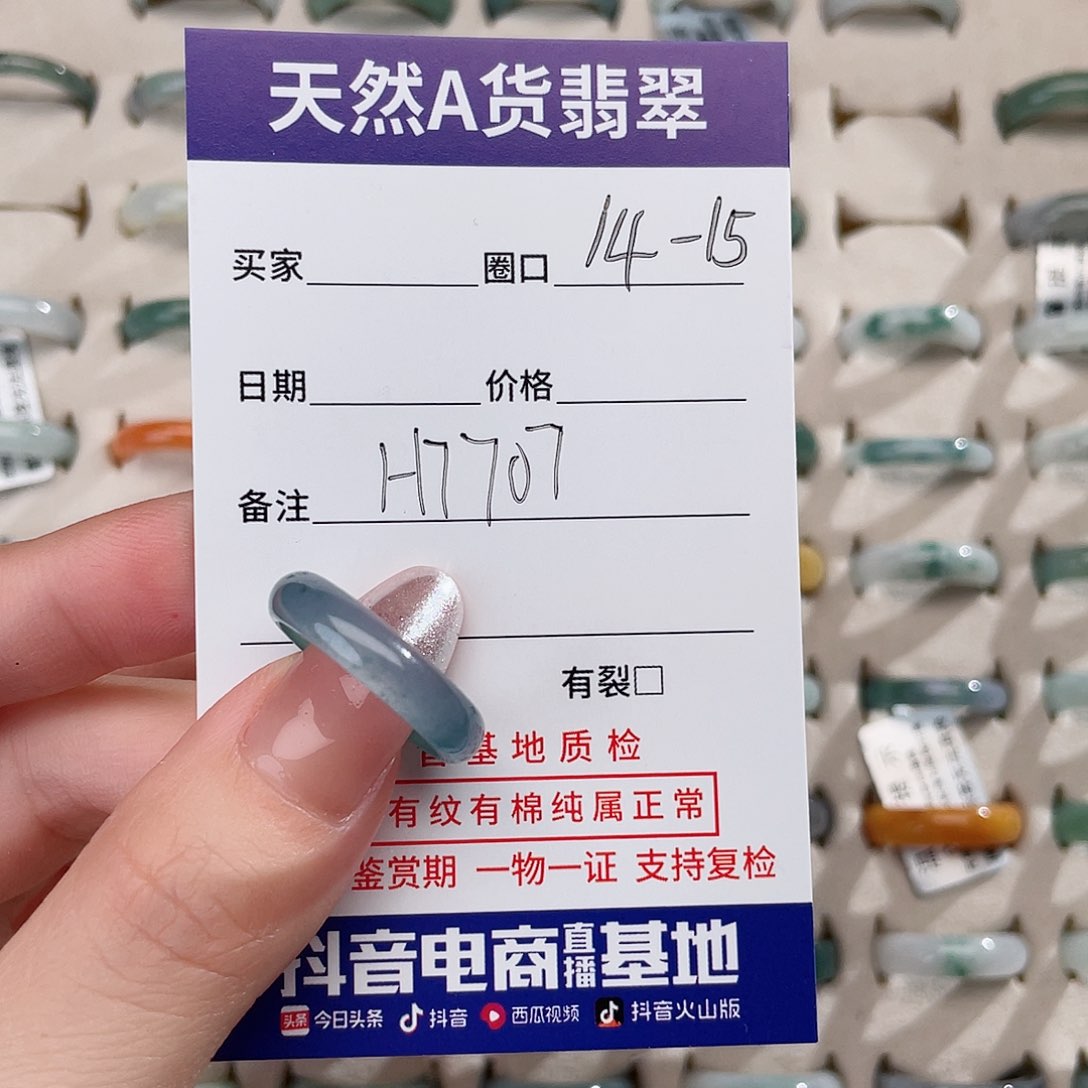 天然A货翡翠
买家 圈口 14-15
日期 价格
备注 H7707
有裂□
基地质检
有纹有棉纯属正常
鉴赏期 一物一证 支持复检
抖音电商直播基地
头条 今日头条 抖音 西瓜视频 抖音火山版